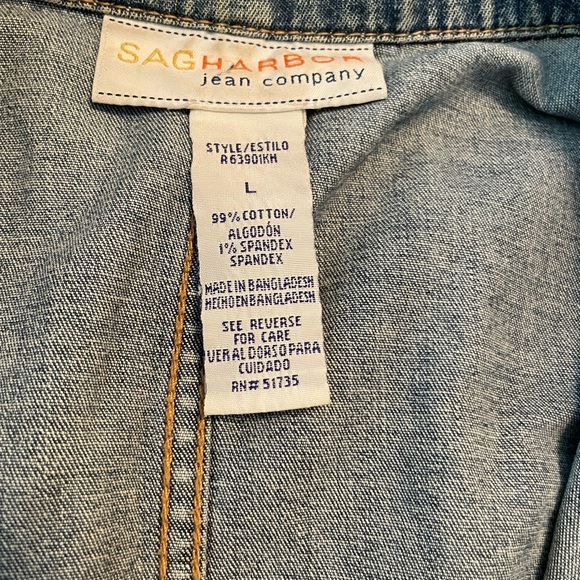 SAGHARBOR
jean company
STYLE/ESTILO
R63901KH
L
99% COTTON/
ALGODÓN
1% SPANDEX
SPANDEX
MADE IN BANGLADESH
HECHO EN BANGLADESH
SEE REVERSE
FOR CARE
VER AL DORSO PARA
CUIDADO
RN# 51735